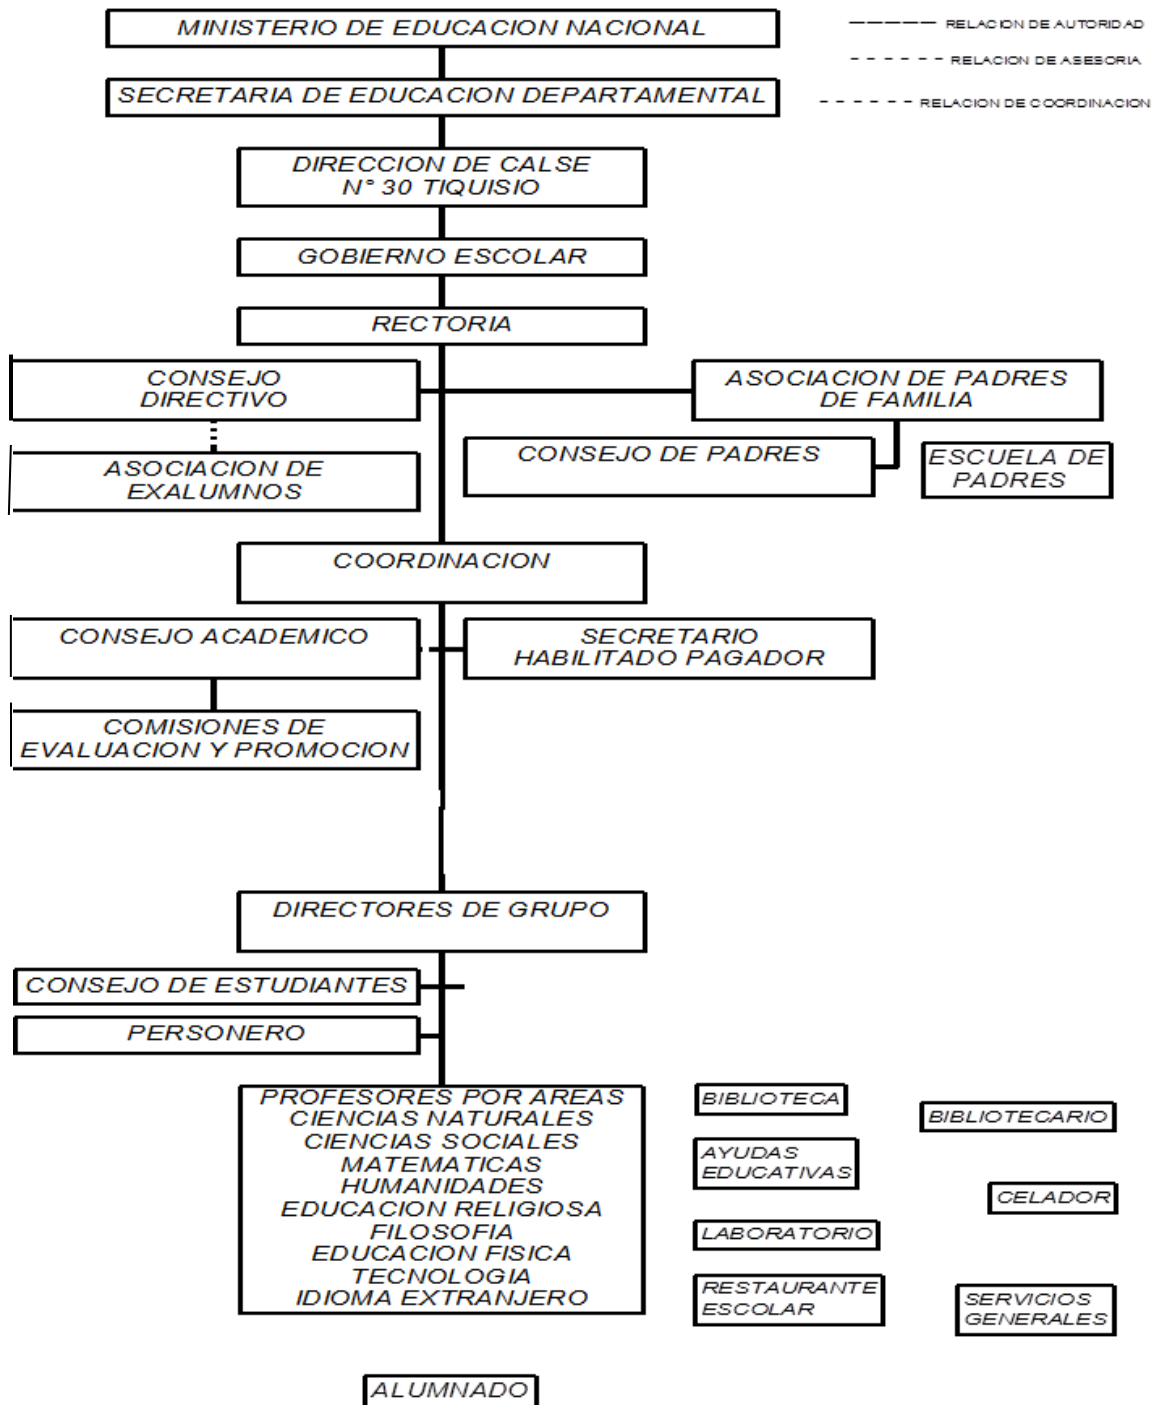 MINISTERIO DE EDUCACION NACIONAL
RELACION DE AUTORIDAD
RELACION DE ASESORIA
SECRETARIA DE EDUCACION DEPARTAMENTAL
RELACION DE COORDINACION
DIRECCION DE CALSE
N° 30 TIQUISIO
GOBIERNO ESCOLAR
RECTORIA
CONSEJO
DIRECTIVO
ASOCIACION DE PADRES
DE FAMILIA
ASOCIACION DE
EXALUMNOS
CONSEJO DE PADRES
ESCUELA DE
PADRES
COORDINACION
CONSEJO ACADEMICO
SECRETARIO
HABILITADO PAGADOR
COMISIONES DE
EVALUACION Y PROMOCION
DIRECTORES DE GRUPO
CONSEJO DE ESTUDIANTES
PERSONERO
PROFESORES POR AREAS
CIENCIAS NATURALES
CIENCIAS SOCIALES
MATEMATICAS
HUMANIDADES
EDUCACION RELIGIOSA
FILOSOFIA
EDUCACION FISICA
TECNOLOGIA
IDIOMA EXTRANJERO
BIBLIOTECA
BIBLIOTECARIO
AYUDAS
EDUCATIVAS
CELADOR
LABORATORIO
RESTAURANTE
ESCOLAR
SERVICIOS
GENERALES
ALUMNADO